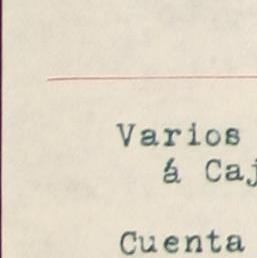 Varios
á Caj
Cuenta